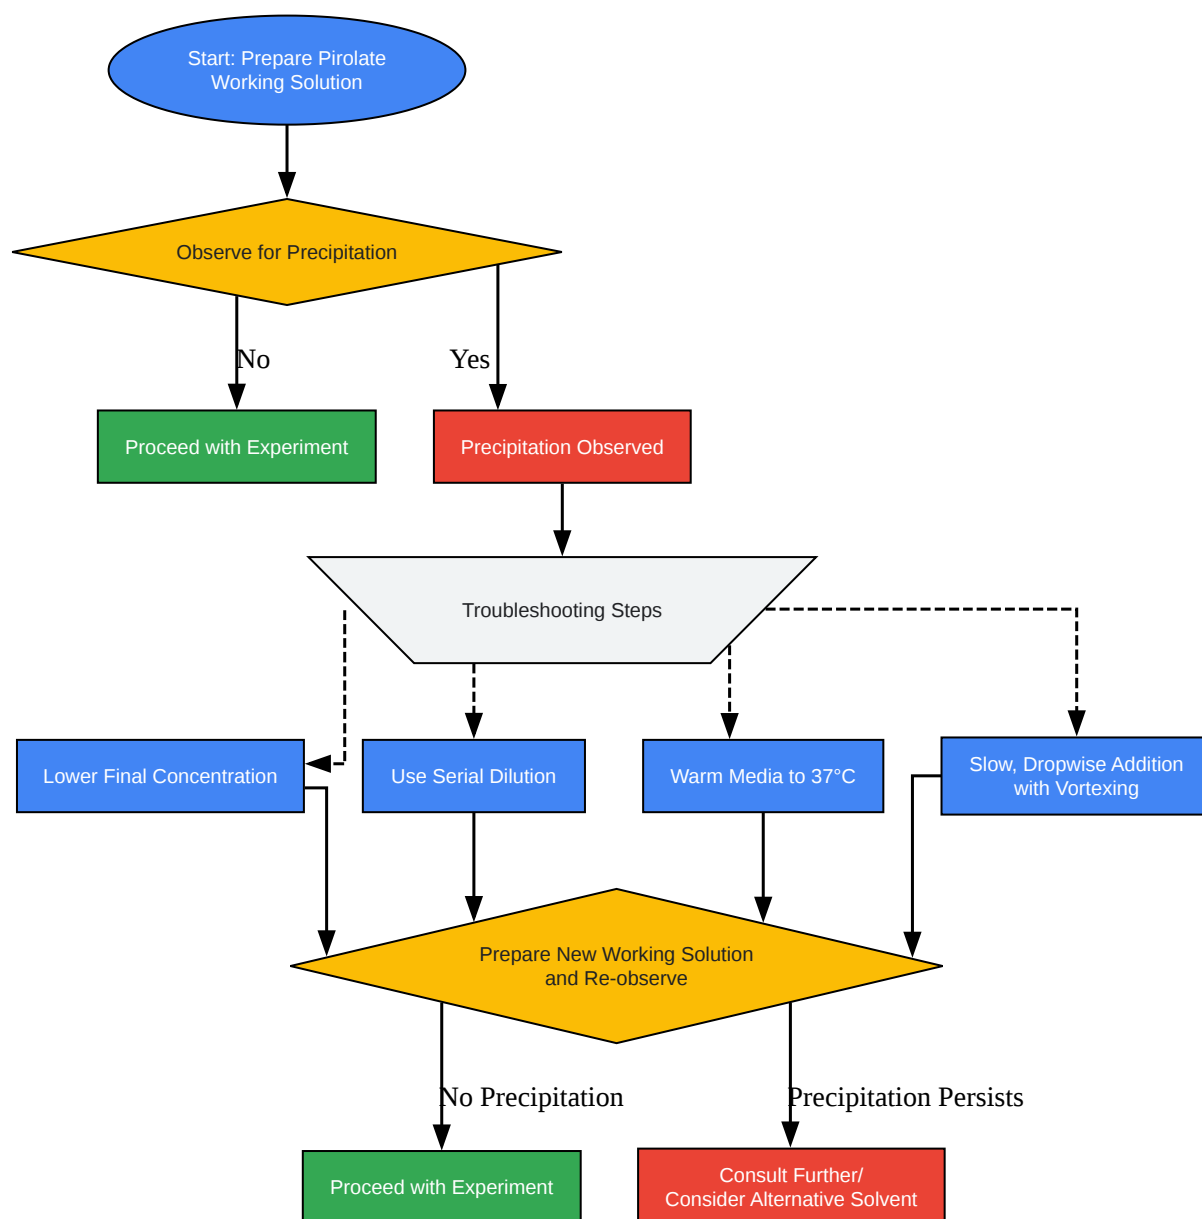 Start: Prepare Pirolate
Working Solution
Observe for Precipitation
No
Yes
Proceed with Experiment
Precipitation Observed
Troubleshooting Steps
Lower Final Concentration
Use Serial Dilution
Warm Media to 37°C
Slow, Dropwise Addition
with Vortexing
Prepare New Working Solution
and Re-observe
No Precipitation
Precipitation Persists
Proceed with Experiment
Consult Further/
Consider Alternative Solvent